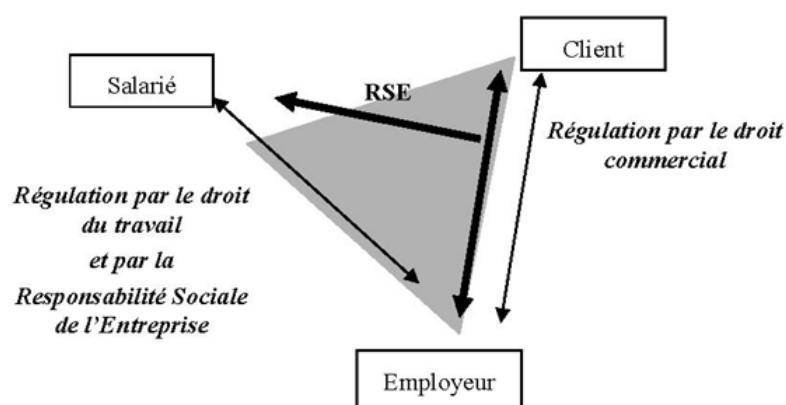 Client
Salarié
RSE
Régulation par le droit
commercial
Régulation par le droit
du travail
et par la
Responsabilité Sociale
de l'Entreprise
Employeur